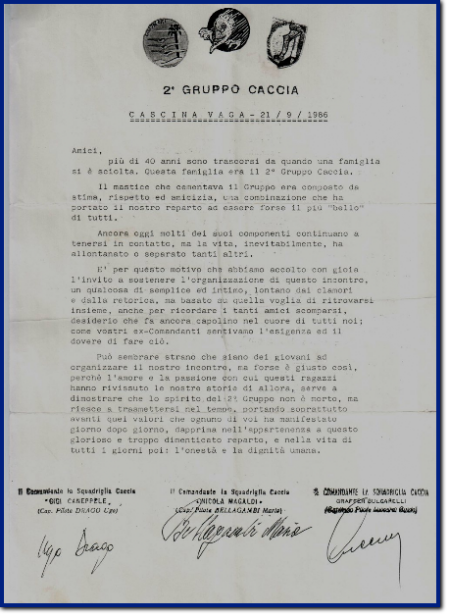 2° GRUPPO CACCIA
CASCINA VAGA - 21/9/1986
Amici,
più di 40 anni sono trascorsi da quando una famiglia
si è sciolta. Questa famiglia era il 2° Gruppo Caccia.
Il mastice che cementava il Gruppo era composto da
stima, rispetto ed amicizia, una combinazione che ha
portato il nostro reparto ad essere forse il più "bello"
di tutti.
Ancora oggi molti dei suoi componenti continuano a
tenersi in contatto, ma la vita, inevitabilmente, ha
allontanato o separato tanti altri.
E' per questo motivo che abbiamo accolto con gioia
l'invito a sostenere l'organizzazione di questo incontro,
un qualcosa di semplice ed intimo, lontano dai clamori
e dalla retorica, ma basato su quella voglia di ritrovarsi
insieme, anche per ricordare i tanti amici scomparsi,
desiderio che fa ancora capolino nel cuore di tutti noi;
come vostri ex-Comandanti sentivamo l'esigenza ed il
dovere di fare ciò.
Può sembrare strano che siano dei giovani ad
organizzare il nostro incontro, ma forse è giusto così,
perchè l'amore e la passione con cui questi ragazzi
hanno rivissuto le nostre storie di allora, serve a
dimostrare che lo spirito del 2° Gruppo non è morto, ma
riesce a trasmettersi nel tempo, portando soprattutto
avanti quei valori che ognuno di voi ha manifestato
giorno dopo giorno, dapprima nell'appartenenza a questo
glorioso e troppo dimenticato reparto, e nella vita di
tutti i giorni poi: l'onestà e la dignità umana.
Il Comandante la Squadriglia Caccia
"GIGI CANEPPELE"
(Cap. Pilota DRAGO Ugo)
Il Comandante la Squadriglia Caccia
"NICOLA MAGALDI"
(Cap. Pilota BELLAGAMBI Mario)
IL COMANDANTE LA SQUADRIGLIA CACCIA
Ugo Drago
Bellagambi Mario